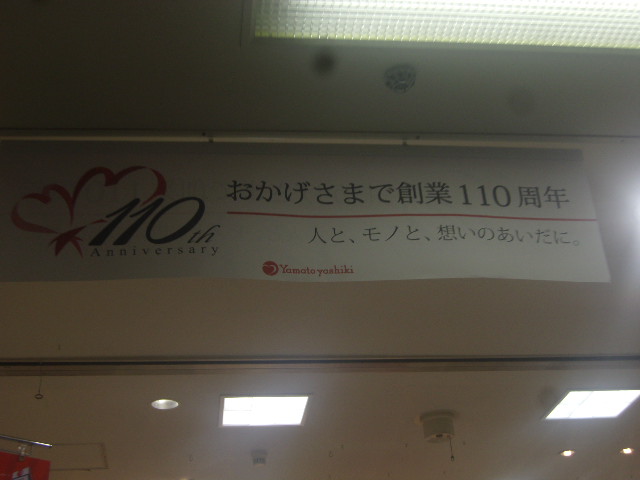 110th
Anniversary
おかげさまで創業110周年
人と、モノと、想いのあいだに。
Yamatoyashiki